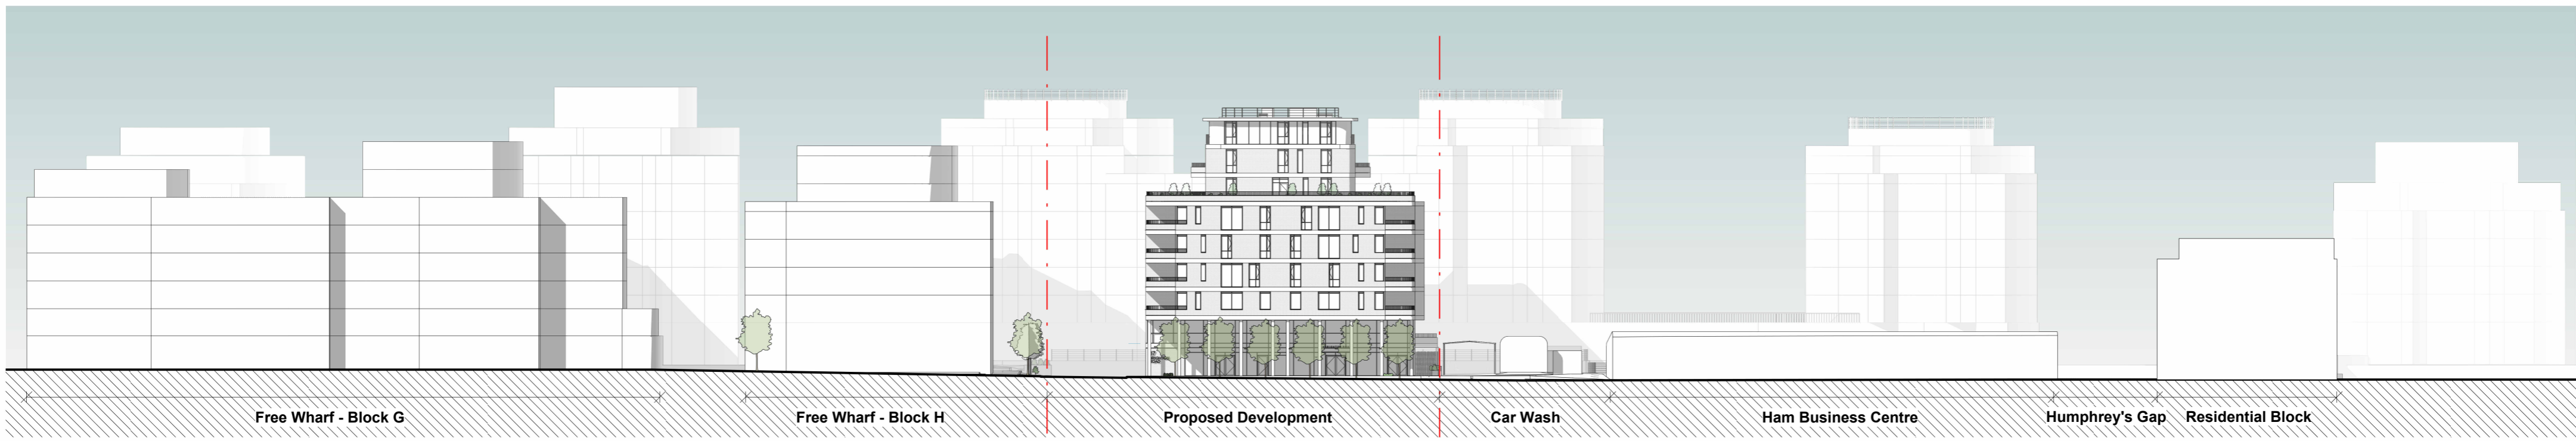 Free Wharf - Block G
Free Wharf - Block H
Proposed Development
Car Wash
Ham Business Centre
Humphrey's Gap
Residential Block